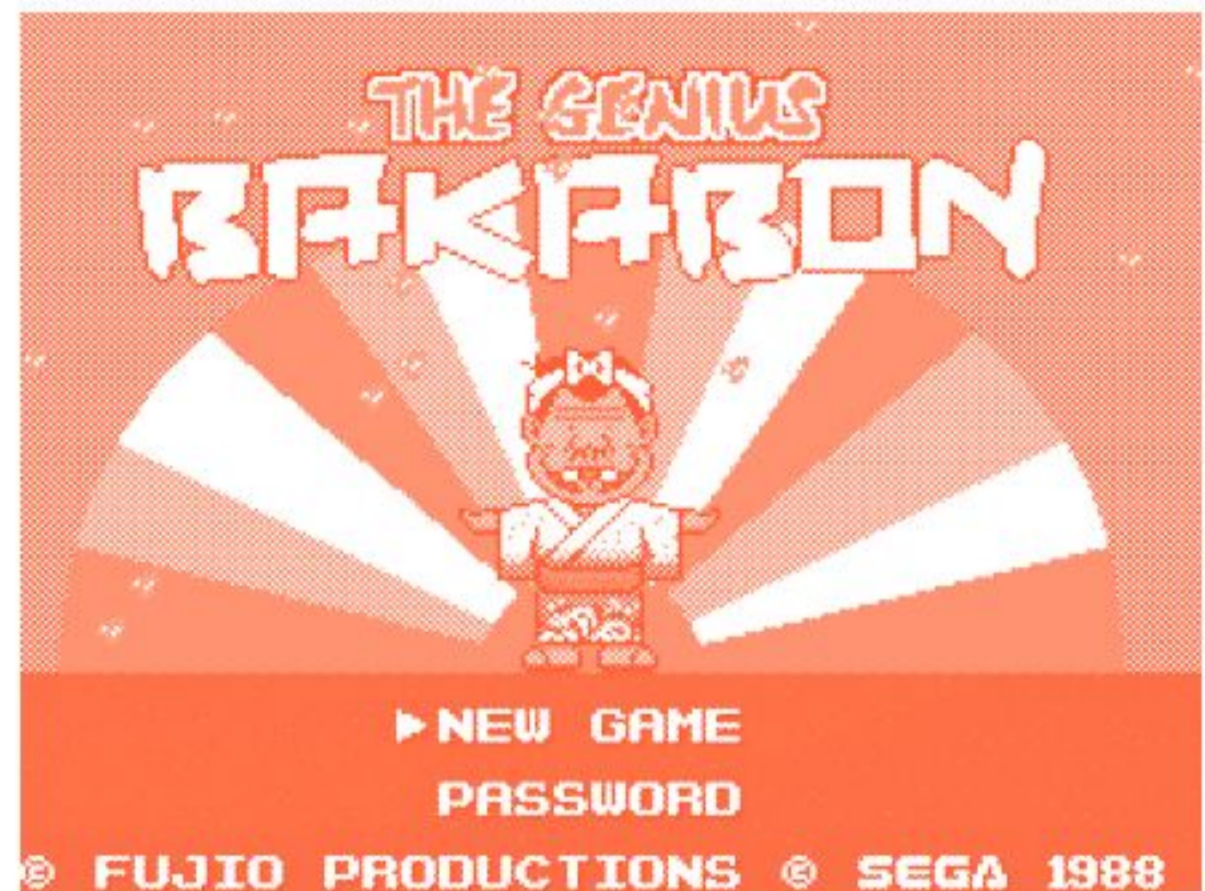 THE GENIUS
BAKABON
▶NEW GAME
PASSWORD
© FUJIO PRODUCTIONS © SEGA 1988